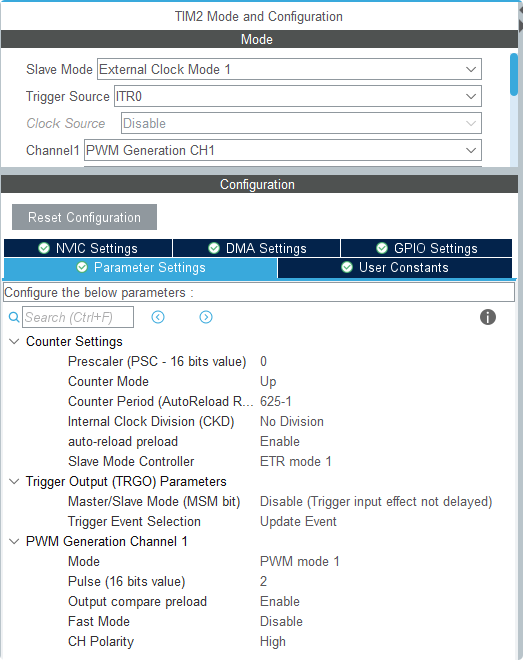 TIM2 Mode and Configuration
Mode
Slave Mode External Clock Mode 1
Trigger Source ITR0
Clock Source Disable
Channel1 PWM Generation CH1
Configuration
Reset Configuration
NVIC Settings DMA Settings GPIO Settings
Parameter Settings User Constants
Configure the below parameters :
Search (Ctrl+F)
Counter Settings
Prescaler (PSC - 16 bits value) 0
Counter Mode Up
Counter Period (AutoReload R... 625-1
Internal Clock Division (CKD) No Division
auto-reload preload Enable
Slave Mode Controller ETR mode 1
Trigger Output (TRGO) Parameters
Master/Slave Mode (MSM bit) Disable (Trigger input effect not delayed)
Trigger Event Selection Update Event
PWM Generation Channel 1
Mode PWM mode 1
Pulse (16 bits value) 2
Output compare preload Enable
Fast Mode Disable
CH Polarity High